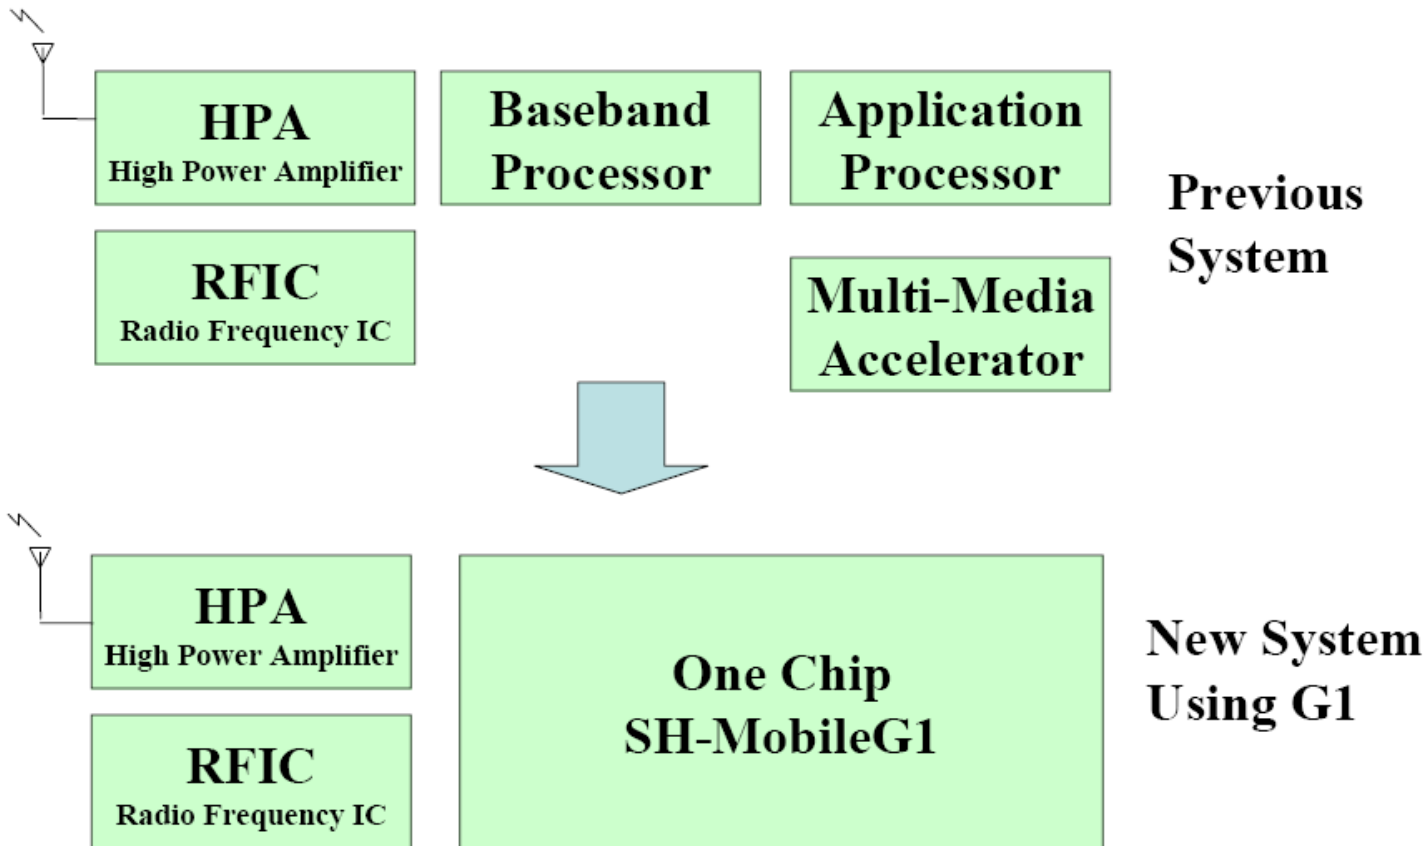 HPA
High Power Amplifier
Baseband
Processor
Application
Processor
Previous
System
RFIC
Radio Frequency IC
Multi-Media
Accelerator
HPA
High Power Amplifier
One Chip
SH-MobileG1
New System
Using G1
RFIC
Radio Frequency IC